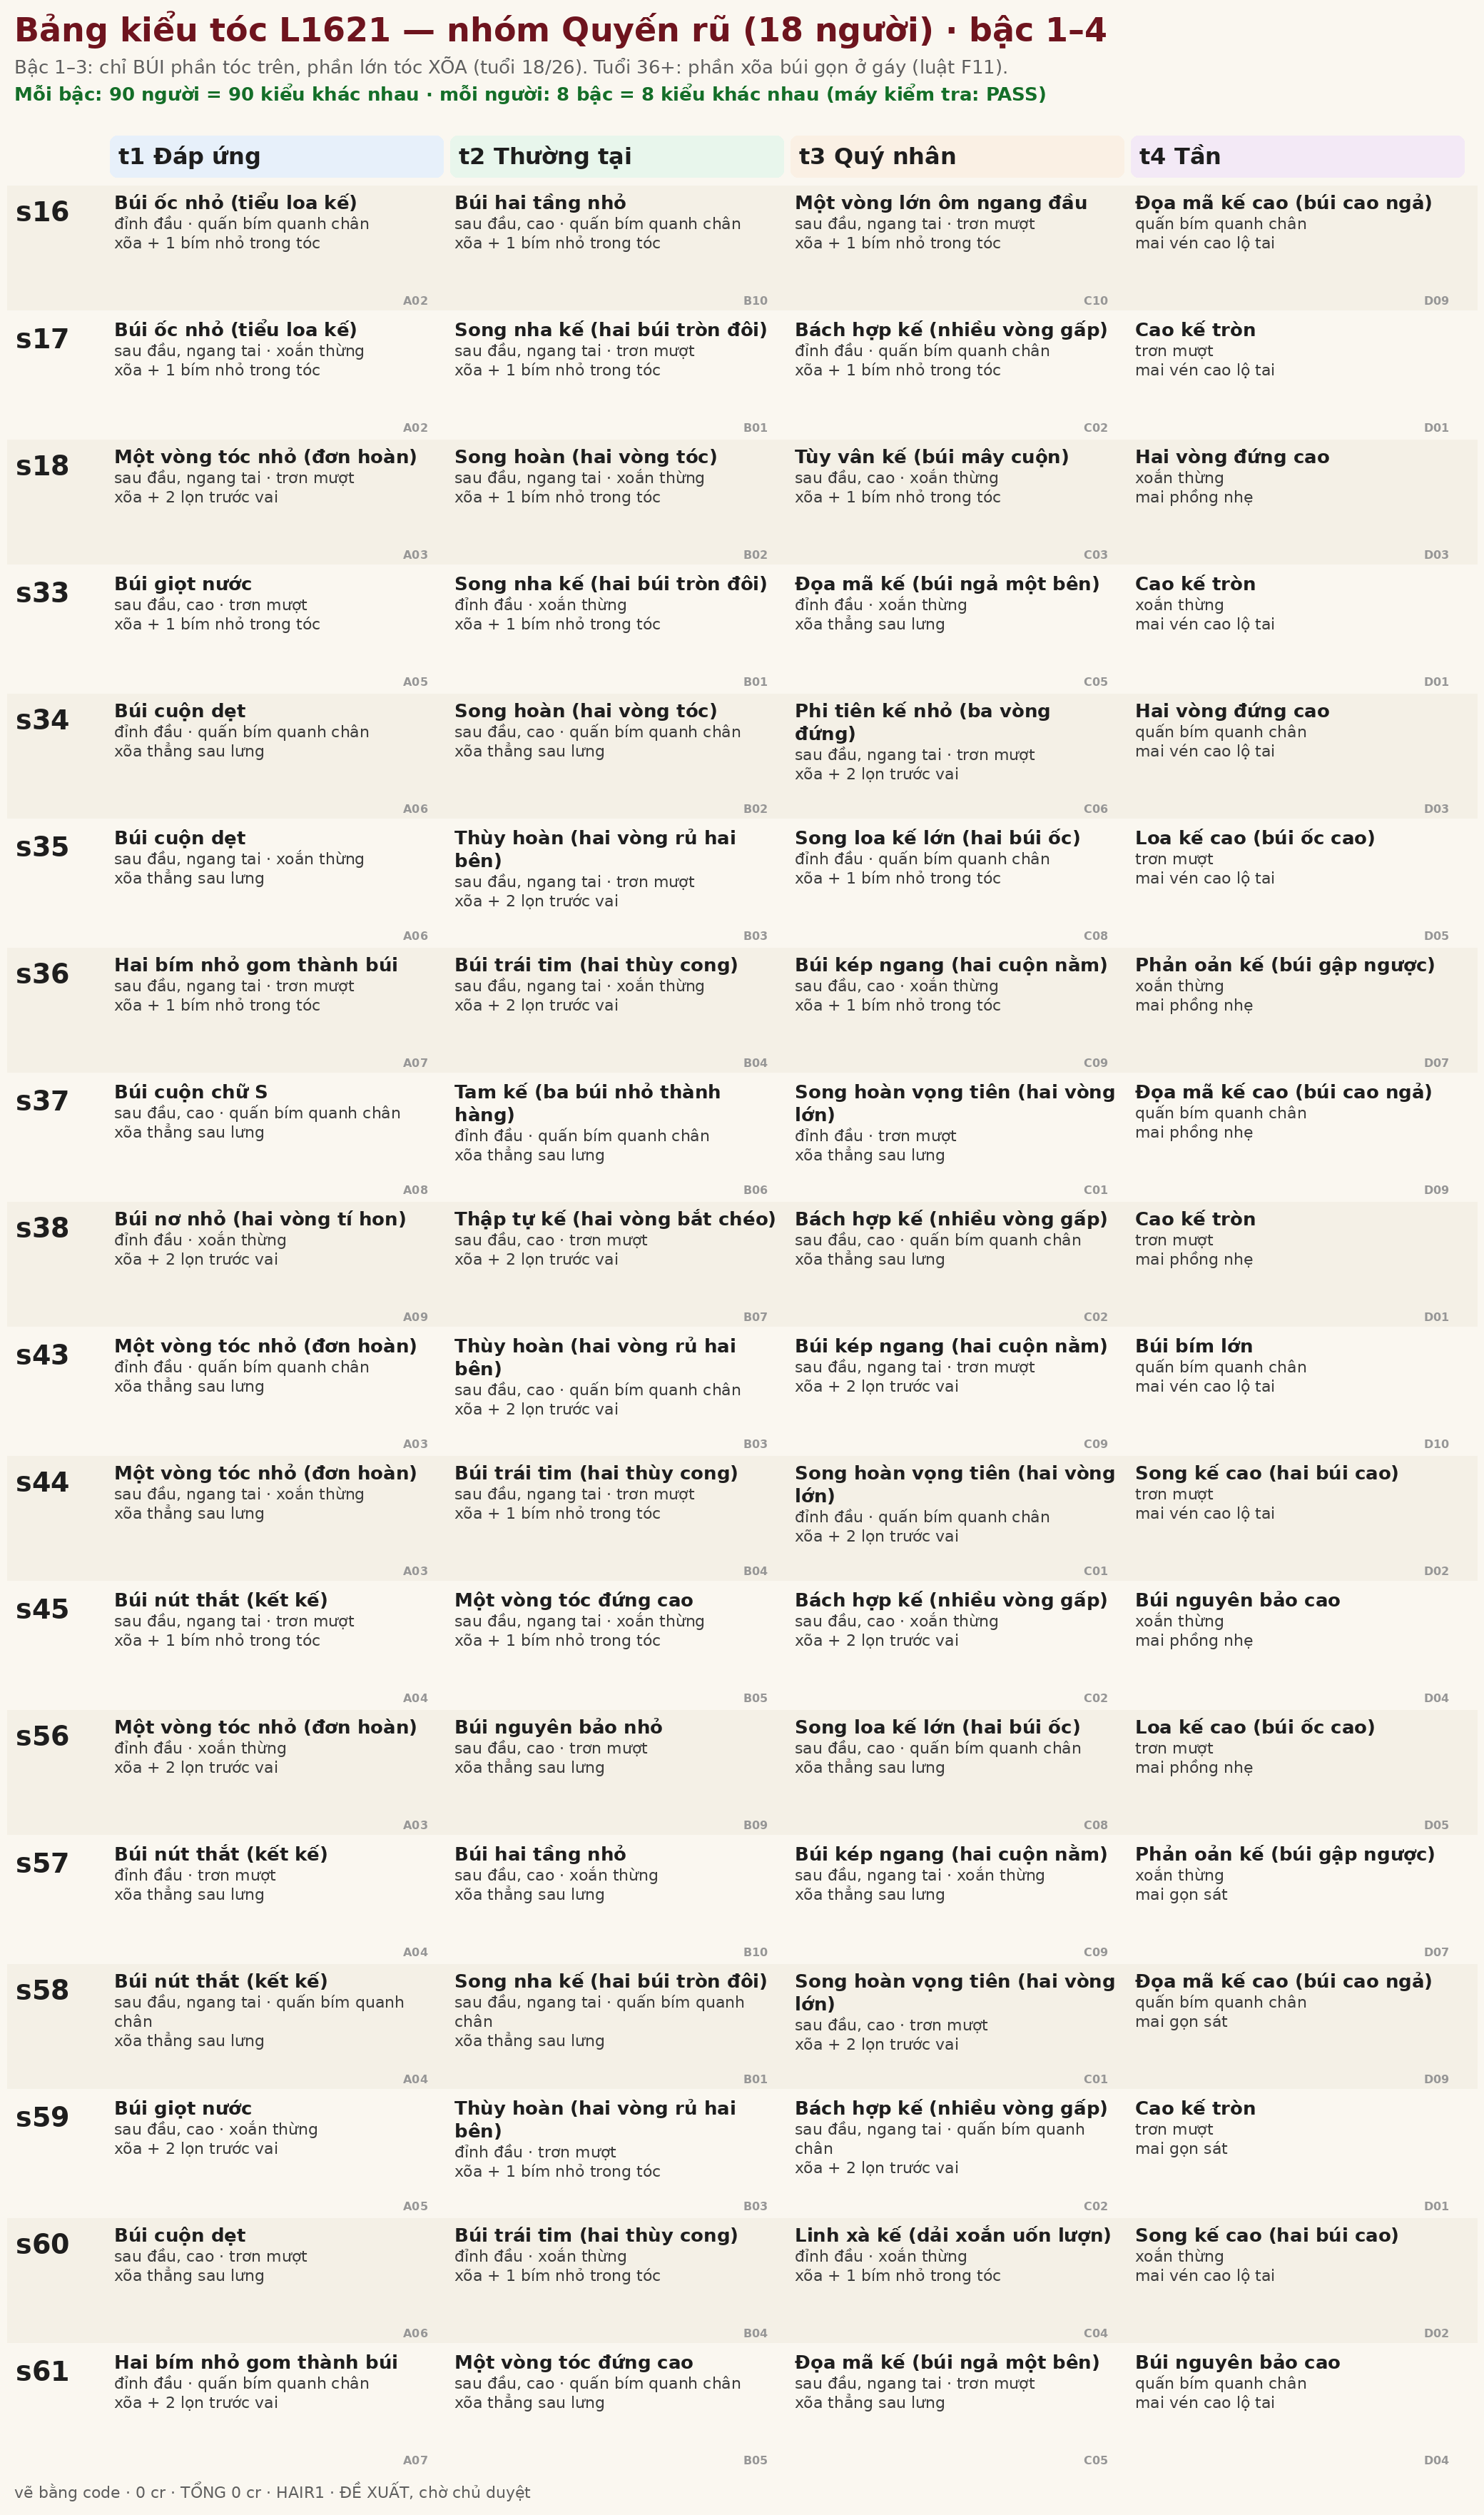 Bảng kiểu tóc L1621 — nhóm Quyến rũ (18 người) · bậc 1–4
Bậc 1–3: chỉ BÚI phần tóc trên, phần lớn tóc XÕA (tuổi 18/26). Tuổi 36+: phần xõa búi gọn ở gáy (luật F11).
Mỗi bậc: 90 người = 90 kiểu khác nhau · mỗi người: 8 bậc = 8 kiểu khác nhau (máy kiểm tra: PASS)
t1 Đáp ứng
t2 Thường tại
t3 Quý nhân
t4 Tần
s16
Búi ốc nhỏ (tiểu loa kế)
đỉnh đầu · quấn bím quanh chân
xõa + 1 bím nhỏ trong tóc
A02
Búi hai tầng nhỏ
sau đầu, cao · quấn bím quanh chân
xõa + 1 bím nhỏ trong tóc
B10
Một vòng lớn ôm ngang đầu
sau đầu, ngang tai · trơn mượt
xõa + 1 bím nhỏ trong tóc
C10
Đọa mã kế cao (búi cao ngả)
quấn bím quanh chân
mai vén cao lộ tai
D09
s17
Búi ốc nhỏ (tiểu loa kế)
sau đầu, ngang tai · xoắn thừng
xõa + 1 bím nhỏ trong tóc
A02
Song nha kế (hai búi tròn đôi)
sau đầu, ngang tai · trơn mượt
xõa + 1 bím nhỏ trong tóc
B01
Bách hợp kế (nhiều vòng gấp)
đỉnh đầu · quấn bím quanh chân
xõa + 1 bím nhỏ trong tóc
C02
Cao kế tròn
trơn mượt
mai vén cao lộ tai
D01
s18
Một vòng tóc nhỏ (đơn hoàn)
sau đầu, ngang tai · trơn mượt
xõa + 2 lọn trước vai
A03
Song hoàn (hai vòng tóc)
sau đầu, ngang tai · xoắn thừng
xõa + 1 bím nhỏ trong tóc
B02
Tùy vân kế (búi mây cuộn)
sau đầu, cao · xoắn thừng
xõa + 1 bím nhỏ trong tóc
C03
Hai vòng đứng cao
xoắn thừng
mai phồng nhẹ
D03
s33
Búi giọt nước
sau đầu, cao · trơn mượt
xõa + 1 bím nhỏ trong tóc
A05
Song nha kế (hai búi tròn đôi)
đỉnh đầu · xoắn thừng
xõa + 1 bím nhỏ trong tóc
B01
Đọa mã kế (búi ngả một bên)
đỉnh đầu · xoắn thừng
xõa thẳng sau lưng
C05
Cao kế tròn
xoắn thừng
mai vén cao lộ tai
D01
s34
Búi cuộn dẹt
đỉnh đầu · quấn bím quanh chân
xõa thẳng sau lưng
A06
Song hoàn (hai vòng tóc)
sau đầu, cao · quấn bím quanh chân
xõa thẳng sau lưng
B02
Phi tiên kế nhỏ (ba vòng
đứng)
sau đầu, ngang tai · trơn mượt
xõa + 2 lọn trước vai
C06
Hai vòng đứng cao
quấn bím quanh chân
mai vén cao lộ tai
D03
s35
Búi cuộn dẹt
sau đầu, ngang tai · xoắn thừng
xõa thẳng sau lưng
A06
Thùy hoàn (hai vòng rủ hai
bên)
sau đầu, ngang tai · trơn mượt
xõa + 2 lọn trước vai
B03
Song loa kế lớn (hai búi ốc)
đỉnh đầu · quấn bím quanh chân
xõa + 1 bím nhỏ trong tóc
C08
Loa kế cao (búi ốc cao)
trơn mượt
mai vén cao lộ tai
D05
s36
Hai bím nhỏ gom thành búi
sau đầu, ngang tai · trơn mượt
xõa + 1 bím nhỏ trong tóc
A07
Búi trái tim (hai thùy cong)
sau đầu, ngang tai · xoắn thừng
xõa + 2 lọn trước vai
B04
Búi kép ngang (hai cuộn nằm)
sau đầu, cao · xoắn thừng
xõa + 1 bím nhỏ trong tóc
C09
Phản oản kế (búi gập ngược)
xoắn thừng
mai phồng nhẹ
D07
s37
Búi cuộn chữ S
sau đầu, cao · quấn bím quanh chân
xõa thẳng sau lưng
A08
Tam kế (ba búi nhỏ thành
hàng)
đỉnh đầu · quấn bím quanh chân
xõa thẳng sau lưng
B06
Song hoàn vọng tiên (hai vòng
lớn)
đỉnh đầu · trơn mượt
xõa thẳng sau lưng
C01
Đọa mã kế cao (búi cao ngả)
quấn bím quanh chân
mai phồng nhẹ
D09
s38
Búi nơ nhỏ (hai vòng tí hon)
đỉnh đầu · xoắn thừng
xõa + 2 lọn trước vai
A09
Thập tự kế (hai vòng bắt chéo)
sau đầu, cao · trơn mượt
xõa + 2 lọn trước vai
B07
Bách hợp kế (nhiều vòng gấp)
sau đầu, cao · quấn bím quanh chân
xõa thẳng sau lưng
C02
Cao kế tròn
trơn mượt
mai phồng nhẹ
D01
s43
Một vòng tóc nhỏ (đơn hoàn)
đỉnh đầu · quấn bím quanh chân
xõa thẳng sau lưng
A03
Thùy hoàn (hai vòng rủ hai
bên)
sau đầu, cao · quấn bím quanh chân
xõa + 2 lọn trước vai
B03
Búi kép ngang (hai cuộn nằm)
sau đầu, ngang tai · trơn mượt
xõa + 2 lọn trước vai
C09
Búi bím lớn
quấn bím quanh chân
mai vén cao lộ tai
D10
s44
Một vòng tóc nhỏ (đơn hoàn)
sau đầu, ngang tai · xoắn thừng
xõa thẳng sau lưng
A03
Búi trái tim (hai thùy cong)
sau đầu, ngang tai · trơn mượt
xõa + 1 bím nhỏ trong tóc
B04
Song hoàn vọng tiên (hai vòng
lớn)
đỉnh đầu · quấn bím quanh chân
xõa + 2 lọn trước vai
C01
Song kế cao (hai búi cao)
trơn mượt
mai vén cao lộ tai
D02
s45
Búi nút thắt (kết kế)
sau đầu, ngang tai · trơn mượt
xõa + 1 bím nhỏ trong tóc
A04
Một vòng tóc đứng cao
sau đầu, ngang tai · xoắn thừng
xõa + 1 bím nhỏ trong tóc
B05
Bách hợp kế (nhiều vòng gấp)
sau đầu, cao · xoắn thừng
xõa + 2 lọn trước vai
C02
Búi nguyên bảo cao
xoắn thừng
mai phồng nhẹ
D04
s56
Một vòng tóc nhỏ (đơn hoàn)
đỉnh đầu · xoắn thừng
xõa + 2 lọn trước vai
A03
Búi nguyên bảo nhỏ
sau đầu, cao · trơn mượt
xõa thẳng sau lưng
B09
Song loa kế lớn (hai búi ốc)
sau đầu, cao · quấn bím quanh chân
xõa thẳng sau lưng
C08
Loa kế cao (búi ốc cao)
trơn mượt
mai phồng nhẹ
D05
s57
Búi nút thắt (kết kế)
đỉnh đầu · trơn mượt
xõa thẳng sau lưng
A04
Búi hai tầng nhỏ
sau đầu, cao · xoắn thừng
xõa thẳng sau lưng
B10
Búi kép ngang (hai cuộn nằm)
sau đầu, ngang tai · xoắn thừng
xõa thẳng sau lưng
C09
Phản oản kế (búi gập ngược)
xoắn thừng
mai gọn sát
D07
s58
Búi nút thắt (kết kế)
sau đầu, ngang tai · quấn bím quanh
chân
xõa thẳng sau lưng
A04
Song nha kế (hai búi tròn đôi)
sau đầu, ngang tai · quấn bím quanh
chân
xõa thẳng sau lưng
B01
Song hoàn vọng tiên (hai vòng
lớn)
sau đầu, cao · trơn mượt
xõa + 2 lọn trước vai
C01
Đọa mã kế cao (búi cao ngả)
quấn bím quanh chân
mai gọn sát
D09
s59
Búi giọt nước
sau đầu, cao · xoắn thừng
xõa + 2 lọn trước vai
A05
Thùy hoàn (hai vòng rủ hai
bên)
đỉnh đầu · trơn mượt
xõa + 1 bím nhỏ trong tóc
B03
Bách hợp kế (nhiều vòng gấp)
sau đầu, ngang tai · quấn bím quanh
chân
xõa + 2 lọn trước vai
C02
Cao kế tròn
trơn mượt
mai gọn sát
D01
s60
Búi cuộn dẹt
sau đầu, cao · trơn mượt
xõa thẳng sau lưng
A06
Búi trái tim (hai thùy cong)
đỉnh đầu · xoắn thừng
xõa + 1 bím nhỏ trong tóc
B04
Linh xà kế (dải xoắn uốn lượn)
đỉnh đầu · xoắn thừng
xõa + 1 bím nhỏ trong tóc
C04
Song kế cao (hai búi cao)
xoắn thừng
mai vén cao lộ tai
D02
s61
Hai bím nhỏ gom thành búi
đỉnh đầu · quấn bím quanh chân
xõa + 2 lọn trước vai
A07
Một vòng tóc đứng cao
sau đầu, cao · quấn bím quanh chân
xõa thẳng sau lưng
B05
Đọa mã kế (búi ngả một bên)
sau đầu, ngang tai · trơn mượt
xõa thẳng sau lưng
C05
Búi nguyên bảo cao
quấn bím quanh chân
mai vén cao lộ tai
D04
vẽ bằng code · 0 cr · TỔNG 0 cr · HAIR1 · ĐỀ XUẤT, chờ chủ duyệt